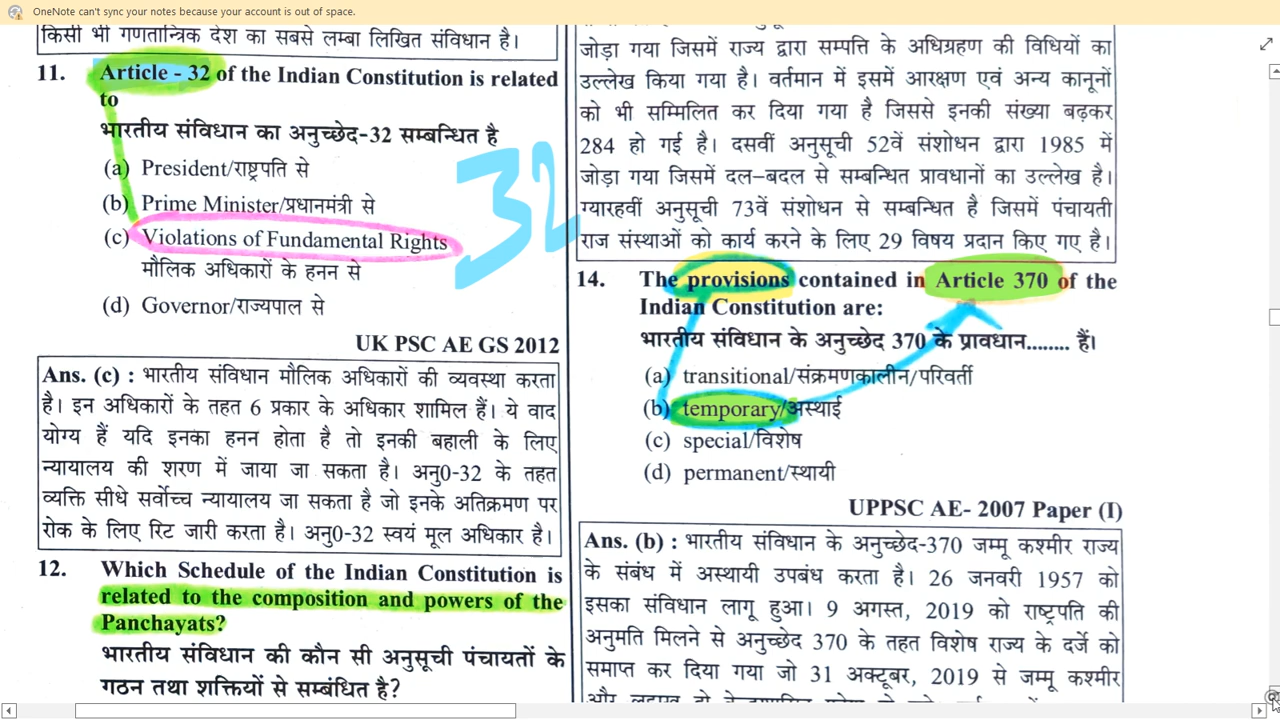 OneNote can't sync your notes because your account is out of space.
किसी भी गणतान्त्रिक देश का सबसे लम्बा लिखित संविधान है।
11. Article - 32 of the Indian Constitution is related
to
भारतीय संविधान का अनुच्छेद-32 सम्बन्धित है
(a) President/राष्ट्रपति से
(b) Prime Minister/प्रधानमंत्री से
(c) Violations of Fundamental Rights
मौलिक अधिकारों के हनन से
(d) Governor/राज्यपाल से
32
UK PSC AE GS 2012
Ans. (c) : भारतीय संविधान मौलिक अधिकारों की व्यवस्था करता
है। इन अधिकारों के तहत 6 प्रकार के अधिकार शामिल हैं। ये वाद
योग्य हैं यदि इनका हनन होता है तो इनकी बहाली के लिए
न्यायालय की शरण में जाया जा सकता है। अनु0-32 के तहत
व्यक्ति सीधे सर्वोच्च न्यायालय जा सकता है जो इनके अतिक्रमण पर
रोक के लिए रिट जारी करता है। अनु0-32 स्वयं मूल अधिकार है।
12. Which Schedule of the Indian Constitution is
related to the composition and powers of the
Panchayats?
भारतीय संविधान की कौन सी अनुसूची पंचायतों के
गठन तथा शक्तियों से सम्बंधित है?
जोड़ा गया जिसमें राज्य द्वारा सम्पत्ति के अधिग्रहण की विधियों का
उल्लेख किया गया है। वर्तमान में इसमें आरक्षण एवं अन्य कानूनों
को भी सम्मिलित कर दिया गया है जिससे इनकी संख्या बढ़कर
284 हो गई है। दसवीं अनुसूची 52वें संशोधन द्वारा 1985 में
जोड़ा गया जिसमें दल–बदल से सम्बन्धित प्रावधानों का उल्लेख है।
ग्यारहवीं अनुसूची 73वें संशोधन से सम्बन्धित है जिसमें पंचायती
राज संस्थाओं को कार्य करने के लिए 29 विषय प्रदान किए गए है।
14. The provisions contained in Article 370 of the
Indian Constitution are:
भारतीय संविधान के अनुच्छेद 370 के प्रावधान........ हैं।
(a) transitional/संक्रमणकालीन/परिवर्ती
(b) temporary/अस्थाई
(c) special/विशेष
(d) permanent/स्थायी
UPPSC AE- 2007 Paper (I)
Ans. (b) : भारतीय संविधान के अनुच्छेद-370 जम्मू कश्मीर राज्य
के संबंध में अस्थायी उपबंध करता है। 26 जनवरी 1957 को
इसका संविधान लागू हुआ। 9 अगस्त, 2019 को राष्ट्रपति की
अनुमति मिलने से अनुच्छेद 370 के तहत विशेष राज्य के दर्जे को
समाप्त कर दिया गया जो 31 अक्टूबर, 2019 से जम्मू कश्मीर